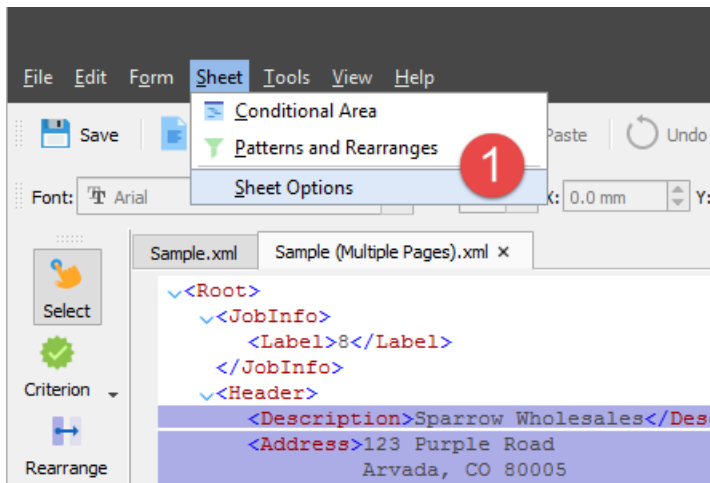 File Edit Form Sheet Tools View Help
Conditional Area
Patterns and Rearranges
Sheet Options
1
Save Paste Undo
Font: Tr Arial X: 0.0 mm Y:
Sample.xml Sample (Multiple Pages).xml ×
Select
Criterion
Rearrange
<Root>
<JobInfo>
<Label>8</Label>
</JobInfo>
<Header>
<Description>Sparrow Wholesales</Des
<Address>123 Purple Road
Arvada, CO 80005